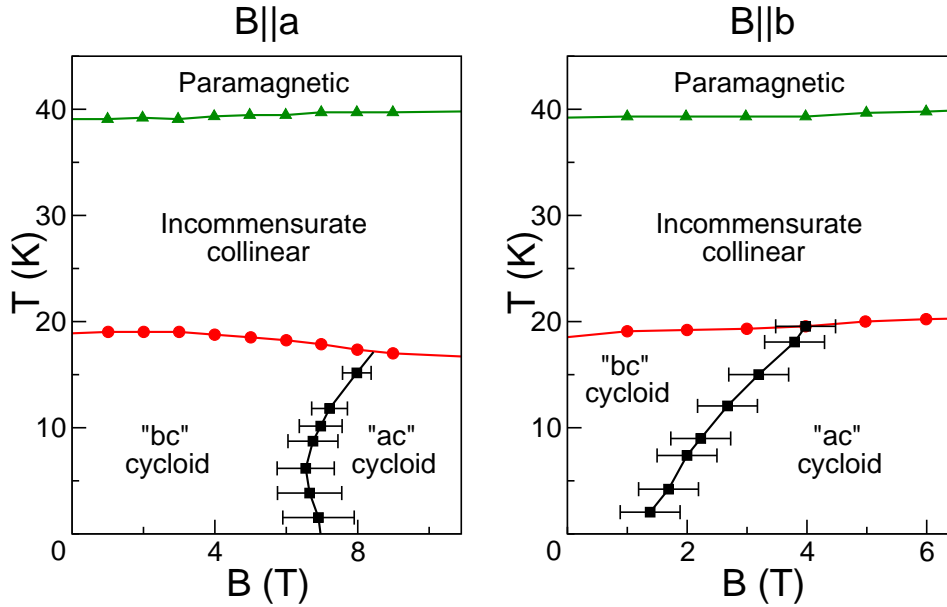 B||a
Paramagnetic
40
30
Incommensurate
collinear
T (K)
20
10
"bc"
cycloid
"ac"
cycloid
0
4
8
B (T)
B||b
Paramagnetic
40
30
Incommensurate
collinear
T (K)
20
"bc"
cycloid
10
"ac"
cycloid
0
2
4
6
B (T)